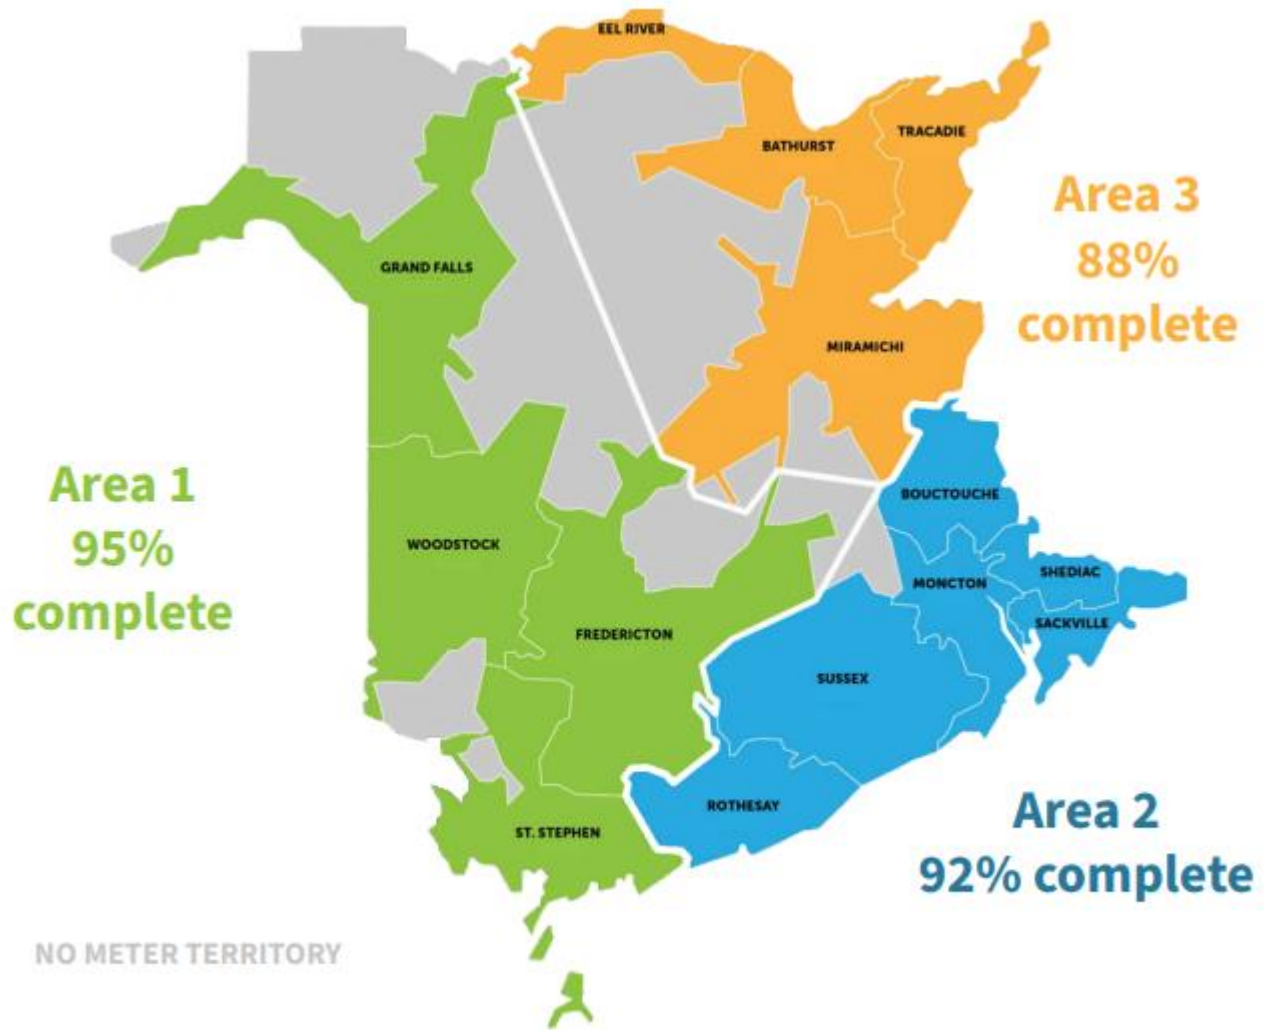 EEL RIVER
TRACADIE
BATHURST
Area 3
88%
complete
GRAND FALLS
MIRAMICHI
Area 1
95%
complete
BOUCTOUCHE
WOODSTOCK
SHEDIAC
MONCTON
SACKVILLE
FREDERICTON
SUSSEX
ROTHESAY
Area 2
92% complete
ST. STEPHEN
NO METER TERRITORY